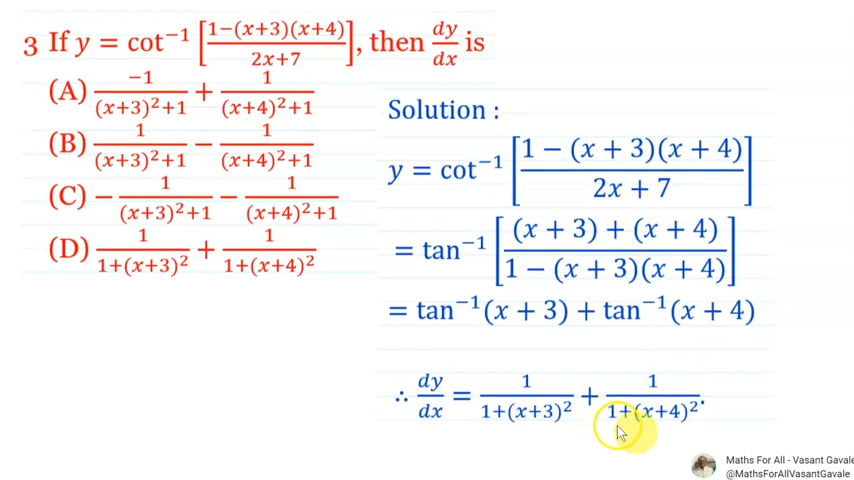 3 If y = cot⁻¹ [(1−(x+3)(x+4))/(2x+7)], then dy/dx is
(A) −1/((x+3)²+1) + 1/((x+4)²+1)
(B) 1/((x+3)²+1) − 1/((x+4)²+1)
(C) − 1/((x+3)²+1) − 1/((x+4)²+1)
(D) 1/(1+(x+3)²) + 1/(1+(x+4)²)
Solution :
y = cot⁻¹ [(1 − (x + 3)(x + 4))/(2x + 7)]
= tan⁻¹ [((x + 3) + (x + 4))/(1 − (x + 3)(x + 4))]
= tan⁻¹(x + 3) + tan⁻¹(x + 4)
∴ dy/dx = 1/(1+(x+3)²) + 1/(1+(x+4)²).
Maths For All - Vasant Gavale
@MathsForAllVasantGavale